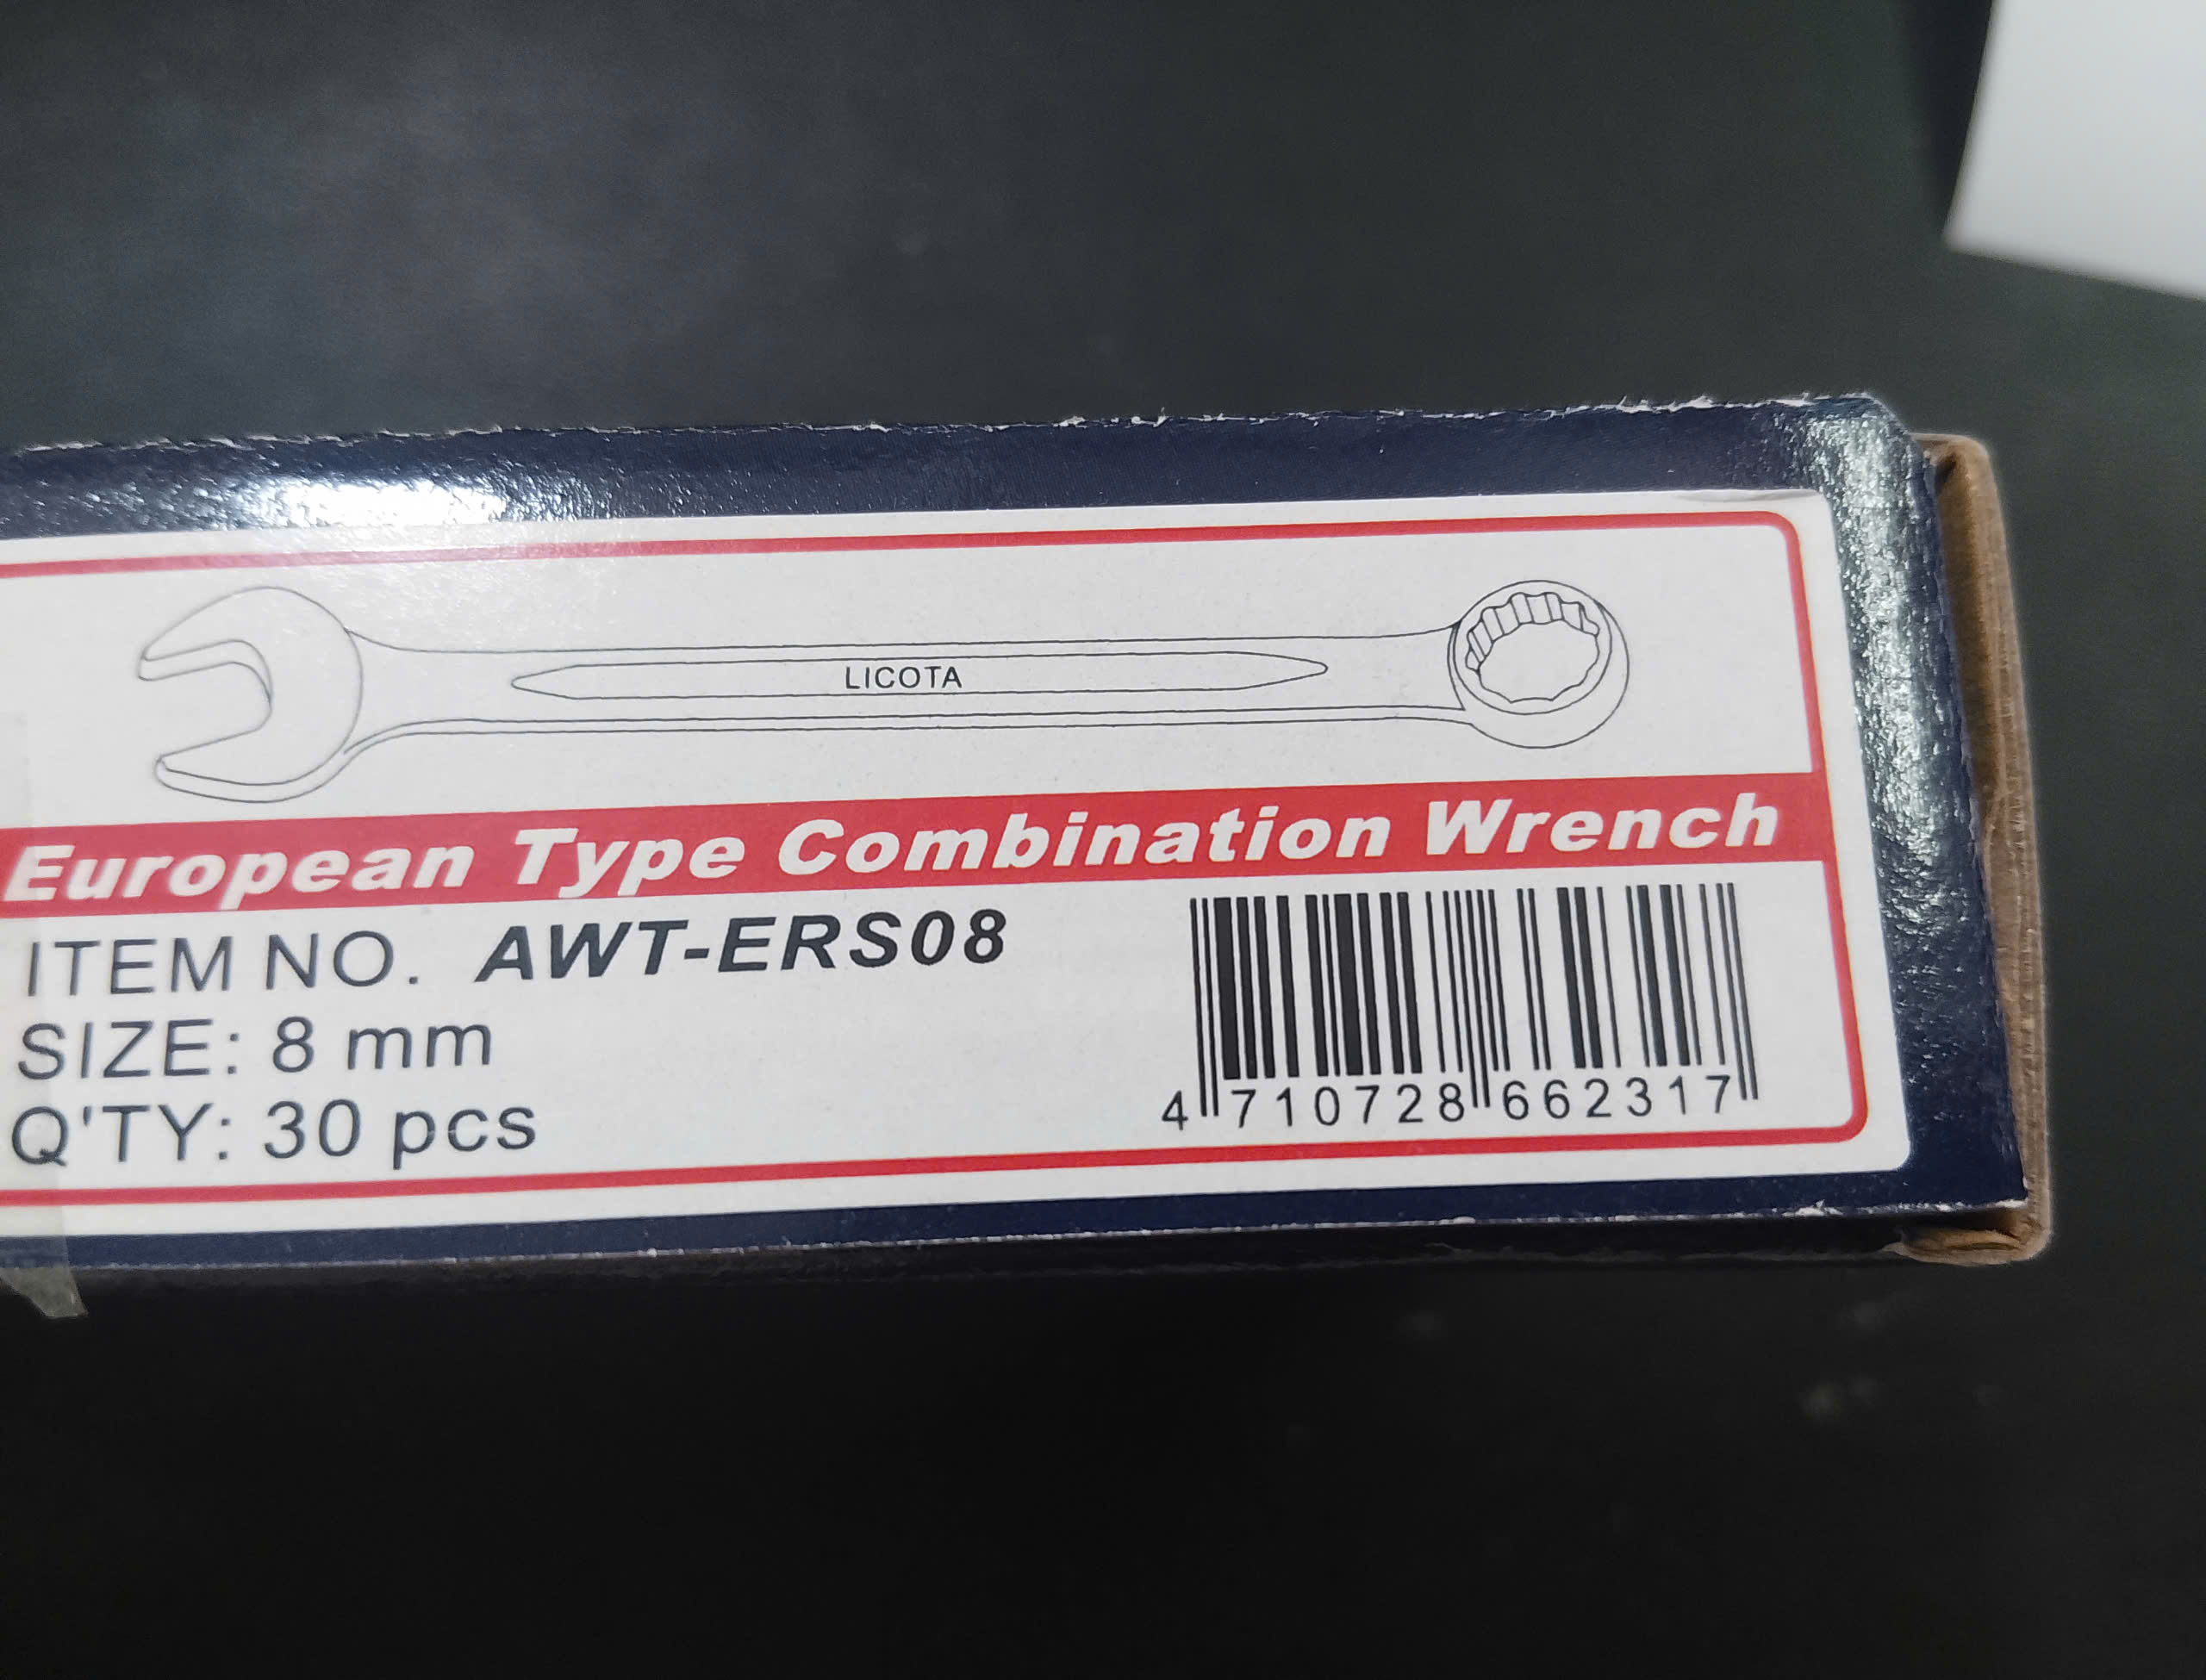 LICOTA
European Type Combination Wrench
ITEM NO. AWT-ERS08
SIZE: 8 mm
Q'TY: 30 pcs
4 710728 662317